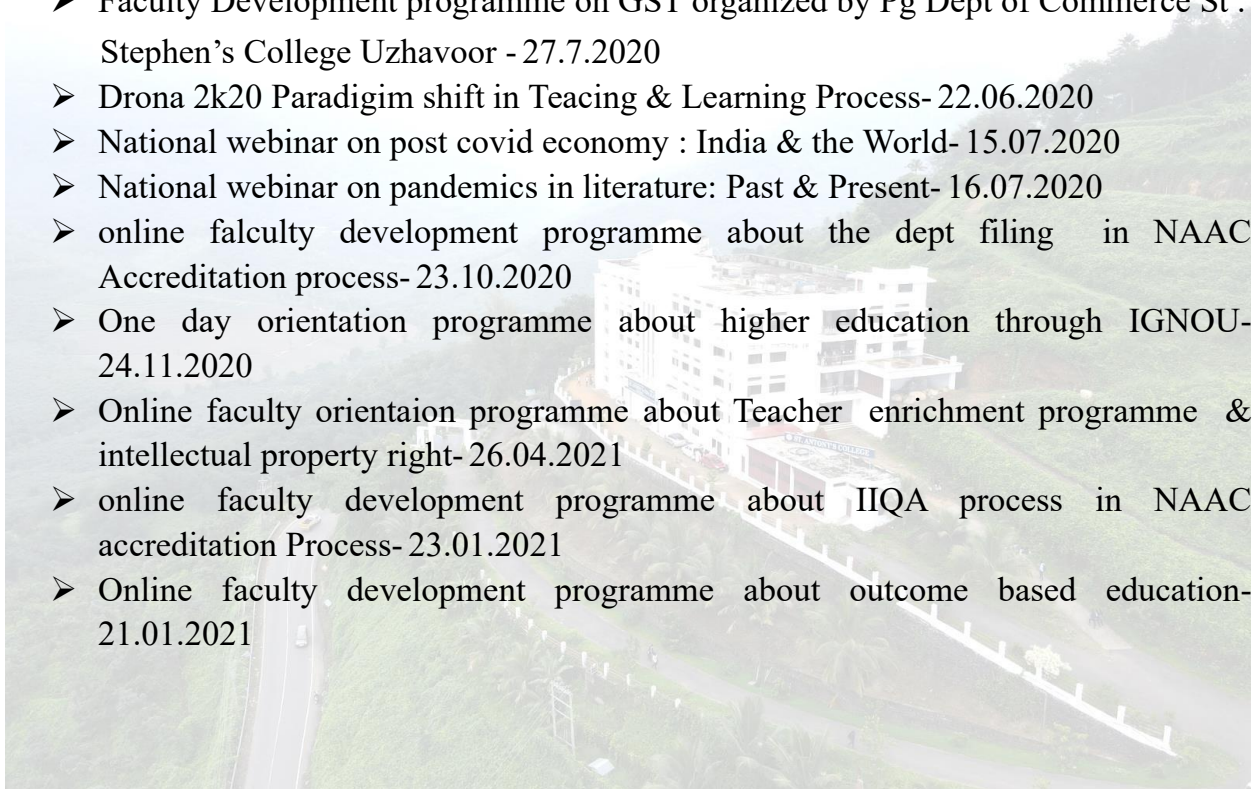 ➢ Faculty Development programme on GST organized by Pg Dept of Commerce St .
Stephen’s College Uzhavoor - 27.7.2020
➢ Drona 2k20 Paradigim shift in Teacing & Learning Process- 22.06.2020
➢ National webinar on post covid economy : India & the World- 15.07.2020
➢ National webinar on pandemics in literature: Past & Present- 16.07.2020
➢ online falculty development programme about the dept filing in NAAC
Accreditation process- 23.10.2020
➢ One day orientation programme about higher education through IGNOU-
24.11.2020
➢ Online faculty orientaion programme about Teacher enrichment programme &
intellectual property right- 26.04.2021
ST. ANTONY'S COLLEGE
➢ online faculty development programme about IIQA process in NAAC
accreditation Process- 23.01.2021
➢ Online faculty development programme about outcome based education-
21.01.2021